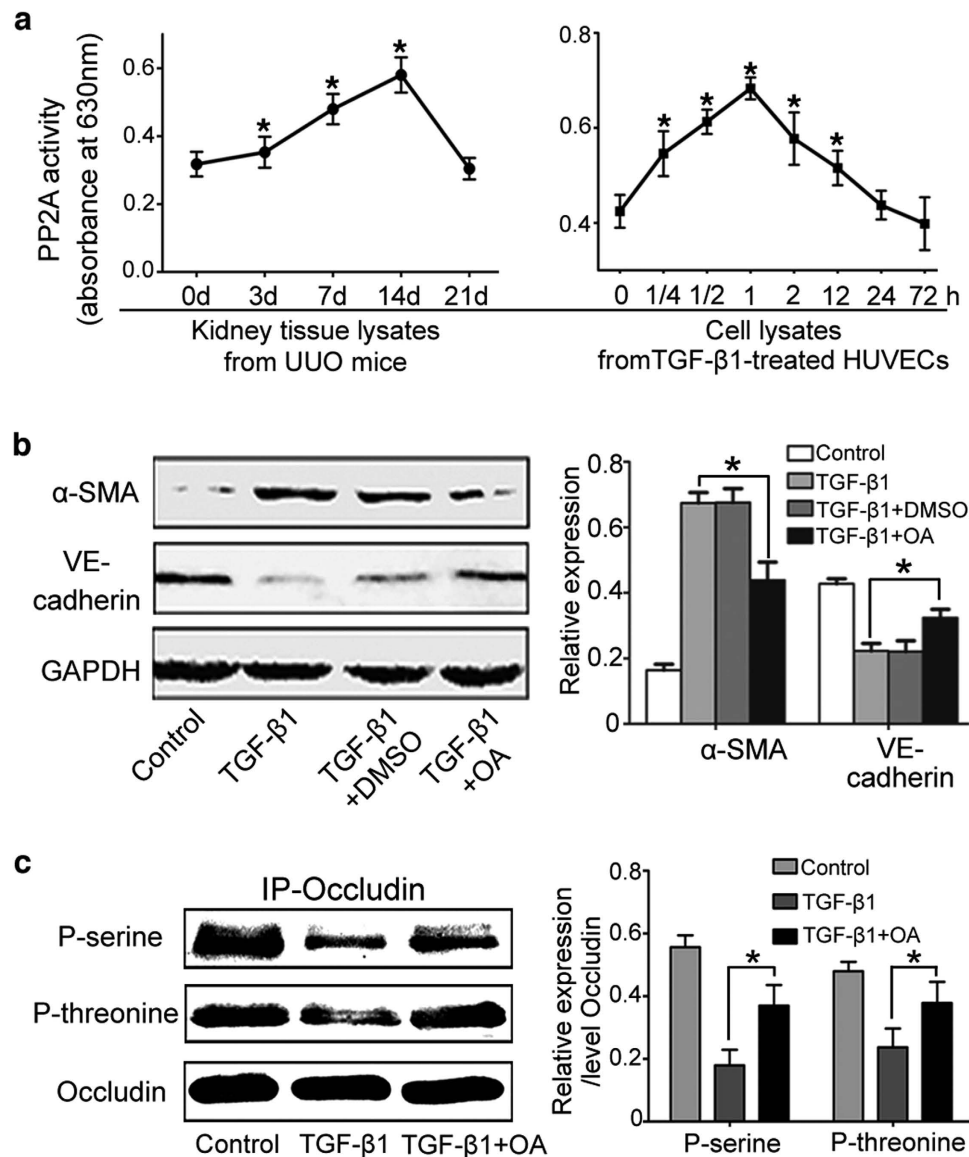 a
PP2A activity
(absorbance at 630nm)
0.6
0.4
0.2
0.0
*
*
*
0d 3d 7d 14d 21d
Kidney tissue lysates
from UUO mice
0.8
0.6
0.4
*
*
*
*
*
0 1/4 1/2 1 2 12 24 72 h
Cell lysates
fromTGF-β1-treated HUVECs
b
α-SMA
VE-
cadherin
GAPDH
Control
TGF-β1
TGF-β1
+DMSO
TGF-β1
+OA
Relative expression
0.8
0.6
0.4
0.2
0
Control
TGF-β1
TGF-β1+DMSO
TGF-β1+OA
*
*
α-SMA
VE-
cadherin
c
IP-Occludin
P-serine
P-threonine
Occludin
Control TGF-β1 TGF-β1+OA
Relative expression
/level Occludin
0.8
0.6
0.4
0.2
0
Control
TGF-β1
TGF-β1+OA
*
*
P-serine P-threonine